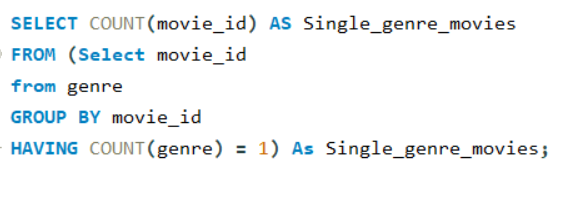 SELECT COUNT(movie_id) AS Single_genre_movies
FROM (Select movie_id
from genre
GROUP BY movie_id
HAVING COUNT(genre) = 1) As Single_genre_movies;